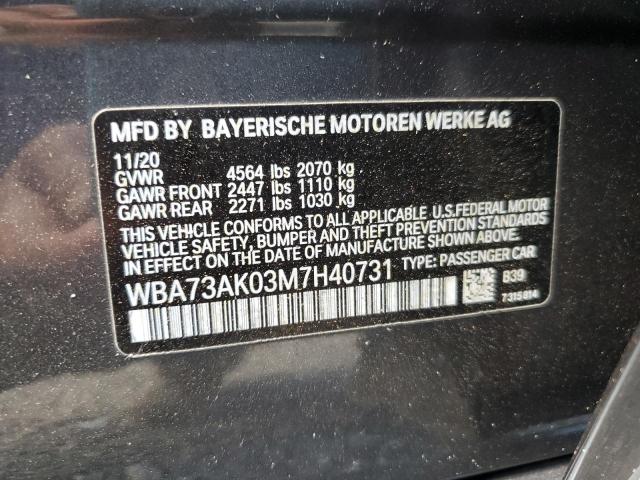 MFD BY BAYERISCHE MOTOREN WERKE AG
11/20
GVWR 4564 lbs 2070 kg
GAWR FRONT 2447 lbs 1110 kg
GAWR REAR 2271 lbs 1030 kg
THIS VEHICLE CONFORMS TO ALL APPLICABLE U.S.FEDERAL MOTOR
VEHICLE SAFETY, BUMPER AND THEFT PREVENTION STANDARDS
IN EFFECT ON THE DATE OF MANUFACTURE SHOWN ABOVE.
WBA73AK03M7H40731 TYPE: PASSENGER CAR
B39
7315814